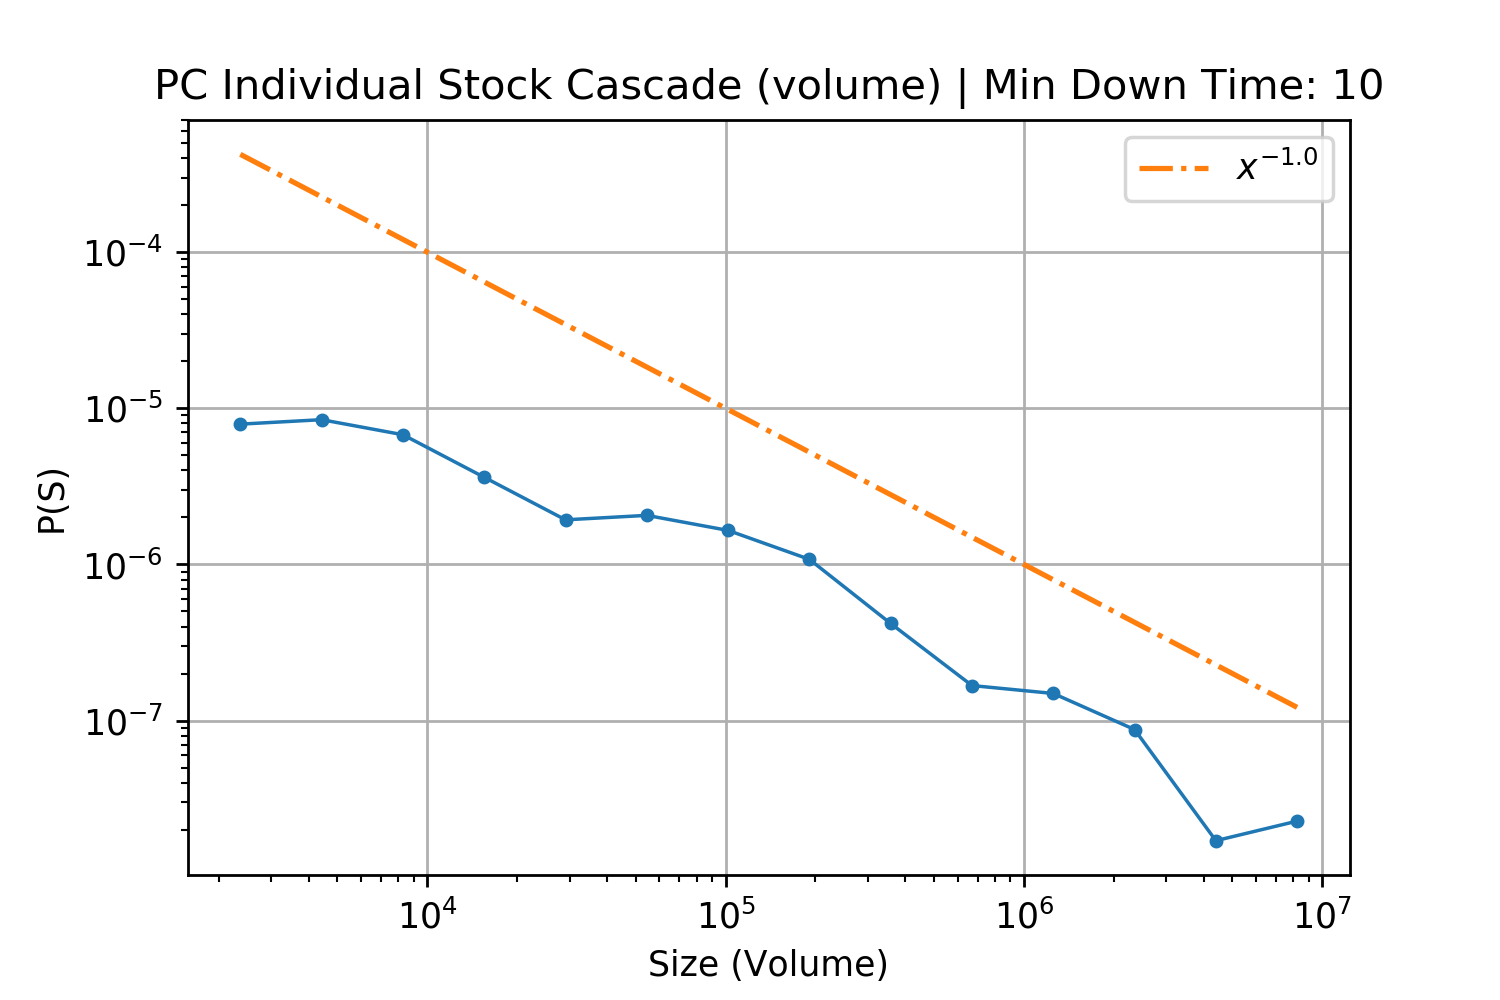 PC Individual Stock Cascade (volume) | Min Down Time: 10
x^{-1.0}
10^{-4}
10^{-5}
10^{-6}
10^{-7}
P(S)
10^4 10^5 10^6 10^7
Size (Volume)